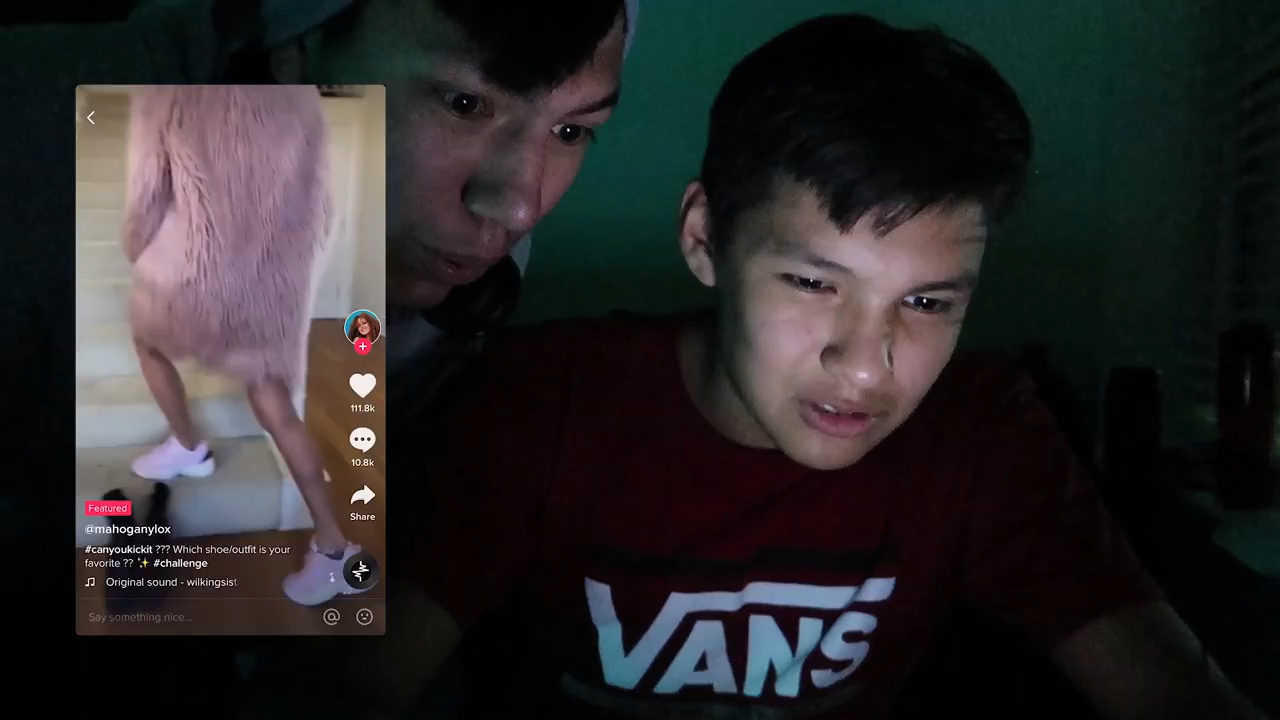 111.8k
10.8k
Share
Featured
@mahoganylox
#canyoukickit ??? Which shoe/outfit is your
favorite ?? ✨ #challenge
Original sound - wilkingsist
Say something nice...
VANS